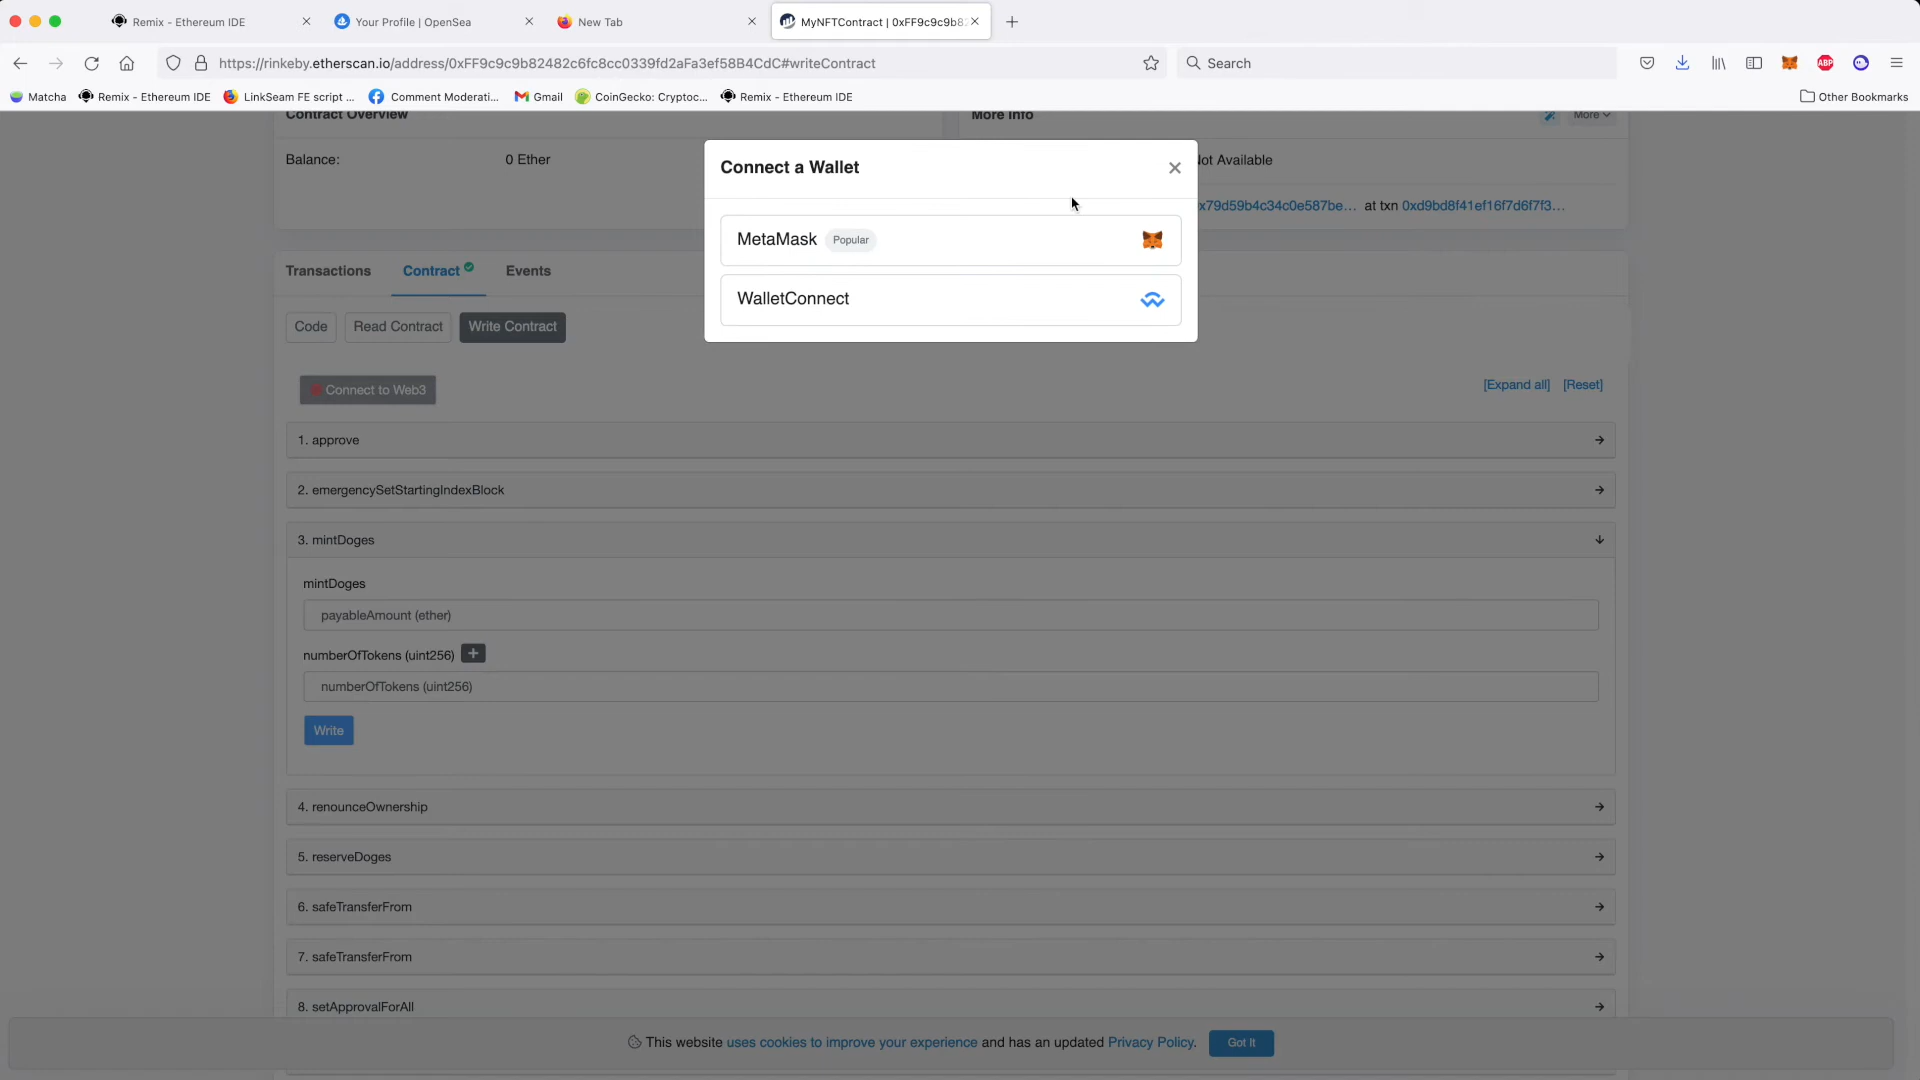 Remix - Ethereum IDE
Your Profile | OpenSea
New Tab
MyNFTContract | 0xFF9c9c9b82
https://rinkeby.etherscan.io/address/0xFF9c9c9b82482c6fc8cc0339fd2aFa3ef58B4CdC#writeContract
Search
ABP
Matcha
Remix - Ethereum IDE
LinkSeam FE script ...
Comment Moderati...
Gmail
CoinGecko: Cryptoc...
Remix - Ethereum IDE
Other Bookmarks
Contract Overview
More Info
More
Balance:
0 Ether
Not Available
x79d59b4c34c0e587be... at txn 0xd9bd8f41ef16f7d6f7f3...
Connect a Wallet
MetaMask Popular
WalletConnect
Transactions
Contract
Events
Code
Read Contract
Write Contract
Connect to Web3
[Expand all] [Reset]
1. approve
2. emergencySetStartingIndexBlock
3. mintDoges
mintDoges
payableAmount (ether)
numberOfTokens (uint256) +
numberOfTokens (uint256)
Write
4. renounceOwnership
5. reserveDoges
6. safeTransferFrom
7. safeTransferFrom
8. setApprovalForAll
This website uses cookies to improve your experience and has an updated Privacy Policy.
Got It